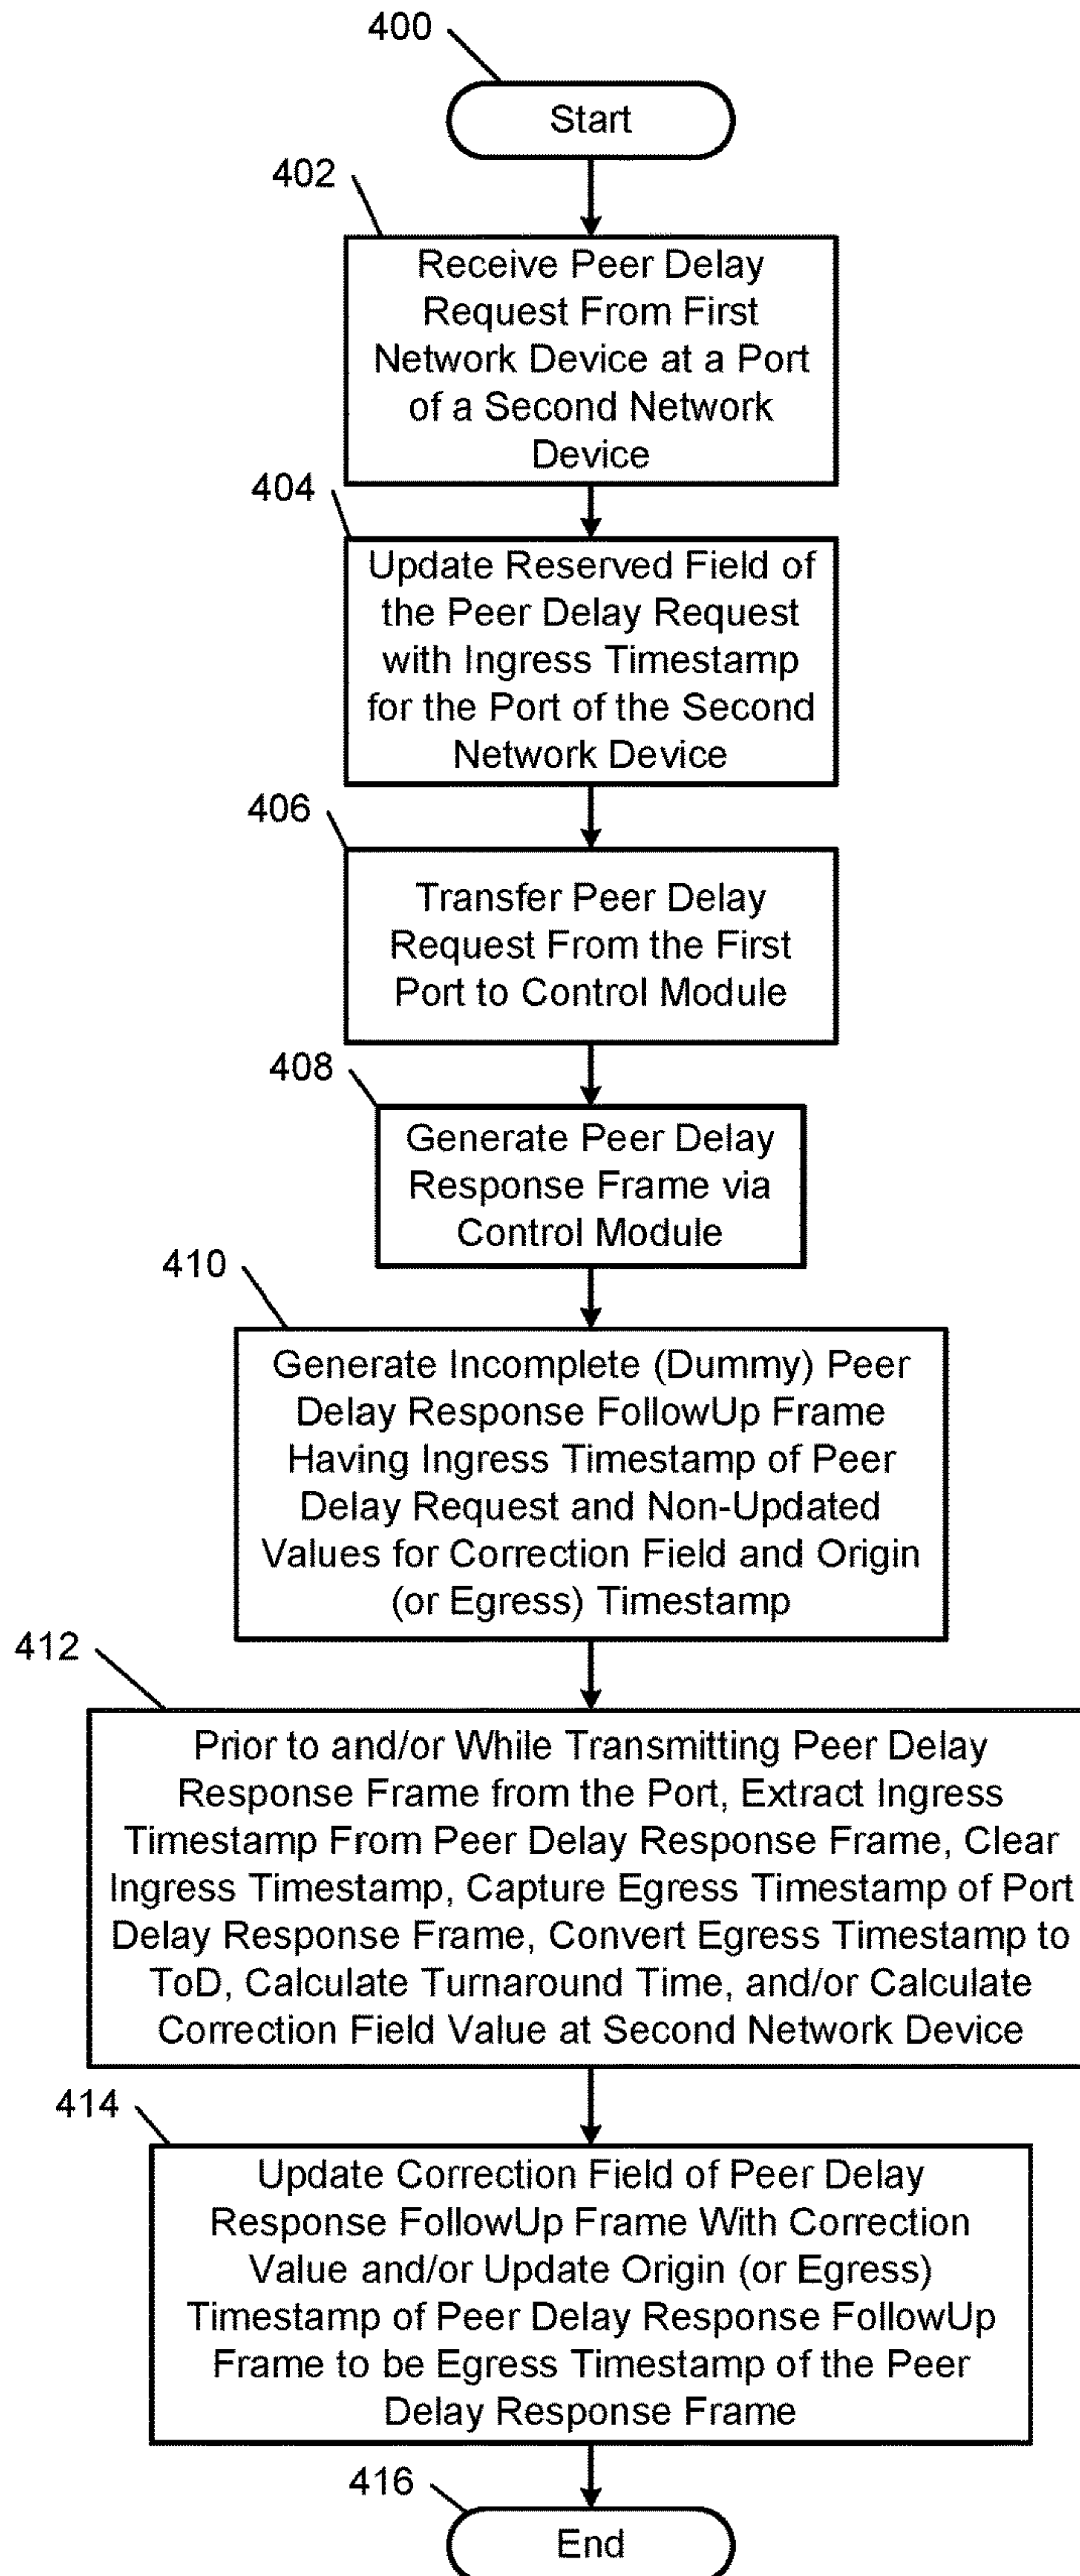 400
Start
402
Receive Peer Delay
Request From First
Network Device at a Port
of a Second Network
Device
404
Update Reserved Field of
the Peer Delay Request
with Ingress Timestamp
for the Port of the Second
Network Device
406
Transfer Peer Delay
Request From the First
Port to Control Module
408
Generate Peer Delay
Response Frame via
Control Module
410
Generate Incomplete (Dummy) Peer
Delay Response FollowUp Frame
Having Ingress Timestamp of Peer
Delay Request and Non-Updated
Values for Correction Field and Origin
(or Egress) Timestamp
412
Prior to and/or While Transmitting Peer Delay
Response Frame from the Port, Extract Ingress
Timestamp From Peer Delay Response Frame, Clear
Ingress Timestamp, Capture Egress Timestamp of Port
Delay Response Frame, Convert Egress Timestamp to
ToD, Calculate Turnaround Time, and/or Calculate
Correction Field Value at Second Network Device
414
Update Correction Field of Peer Delay
Response FollowUp Frame With Correction
Value and/or Update Origin (or Egress)
Timestamp of Peer Delay Response FollowUp
Frame to be Egress Timestamp of the Peer
Delay Response Frame
416
End